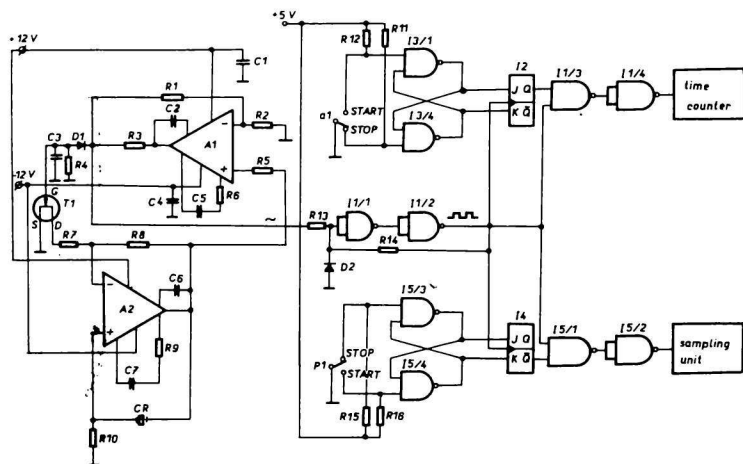 +12V
C1
+5V
R12
R11
I3/1
I2
R1
C2
R2
J Q
K Q̄
I1/3
I1/4
time
counter
START
a1
STOP
I3/4
C3
D1
R3
A1
-
+
R5
R4
-12V
G
T1
S
D
C4
C5
R6
R7
R8
~
R13
I1/1
I1/2
R14
D2
A2
-
+
C6
R9
C7
CR
R10
I5/3
I4
STOP
P1
START
I5/4
J Q
K Q̄
I5/1
I5/2
sampling
unit
R15
R16